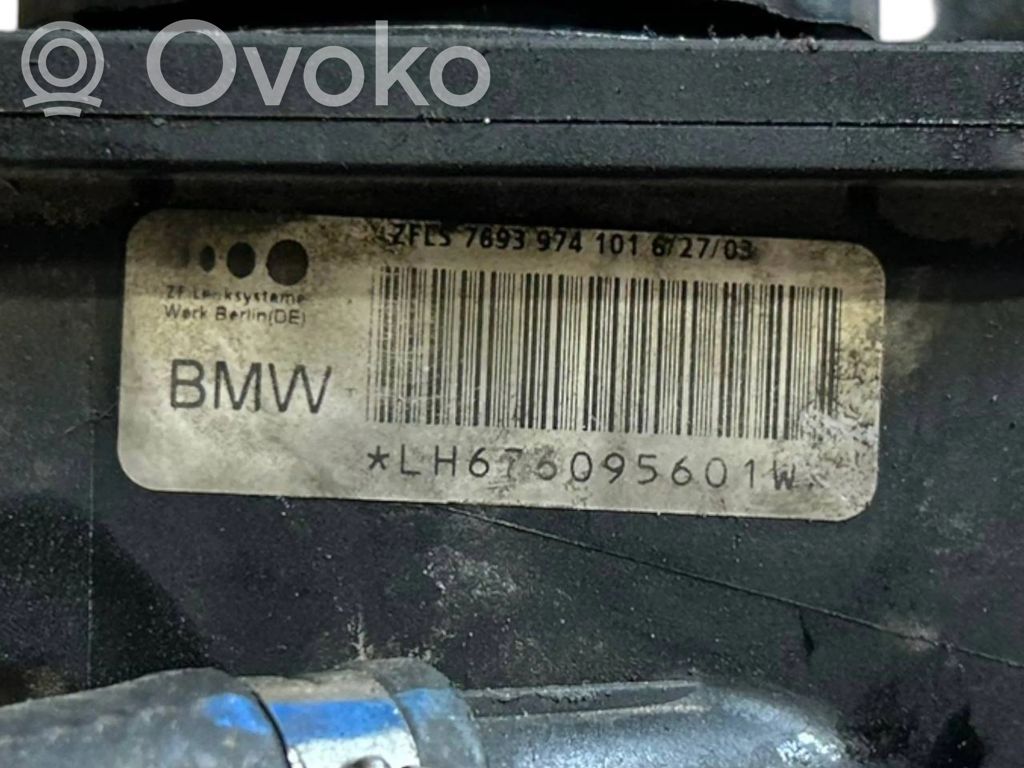 Ovoko
ZFLS 7693 974 101 6/27/03
ZF Lenksysteme
Werk Berlin(DE)
BMW
*LH676095601W